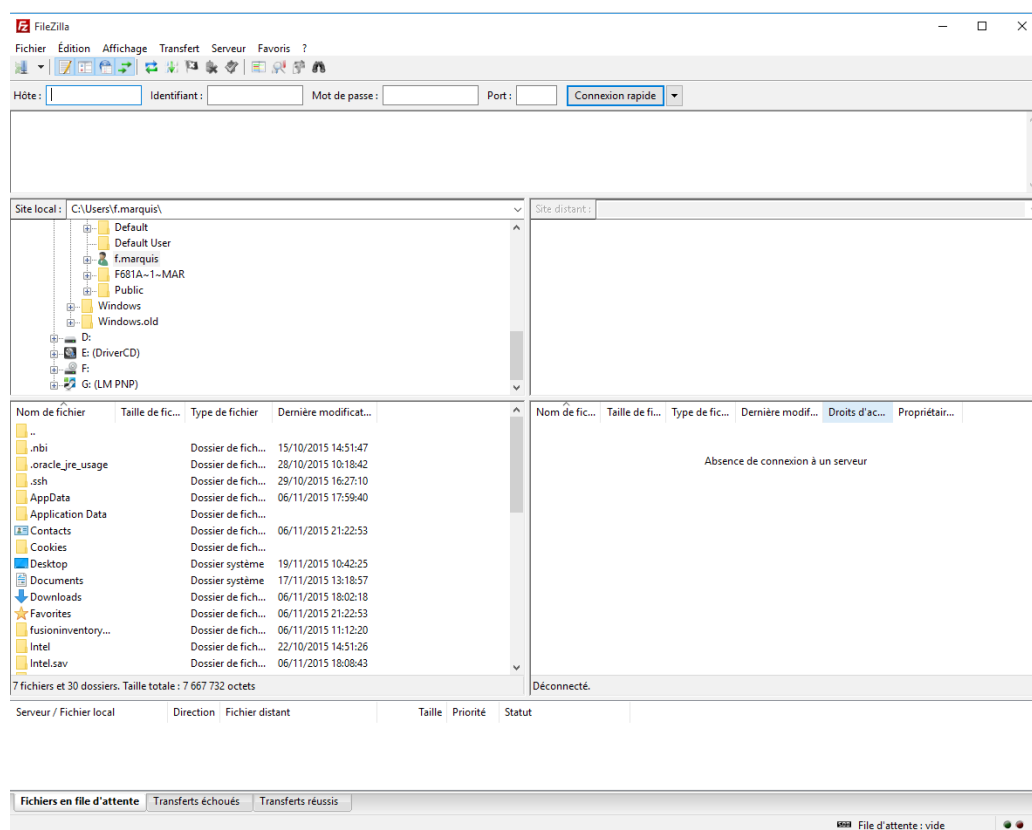 FileZilla
Fichier Édition Affichage Transfert Serveur Favoris ?
Hôte : Identifiant : Mot de passe : Port : Connexion rapide
Site local : C:\Users\f.marquis\
Site distant :
Default
Default User
f.marquis
F681A~1~MAR
Public
Windows
Windows.old
D:
E: (DriverCD)
F:
G: (LM PNP)
Nom de fichier Taille de fic... Type de fichier Dernière modificat...
..
.nbi Dossier de fich... 15/10/2015 14:51:47
.oracle_jre_usage Dossier de fich... 28/10/2015 10:18:42
.ssh Dossier de fich... 29/10/2015 16:27:10
AppData Dossier de fich... 06/11/2015 17:59:40
Application Data Dossier de fich...
Contacts Dossier de fich... 06/11/2015 21:22:53
Cookies Dossier de fich...
Desktop Dossier système 19/11/2015 10:42:25
Documents Dossier système 17/11/2015 13:18:57
Downloads Dossier de fich... 06/11/2015 18:02:18
Favorites Dossier de fich... 06/11/2015 21:22:53
fusioninventory... Dossier de fich... 06/11/2015 11:12:20
Intel Dossier de fich... 22/10/2015 14:51:26
Intel.sav Dossier de fich... 06/11/2015 18:08:43
7 fichiers et 30 dossiers. Taille totale : 7 667 732 octets
Nom de fic... Taille de fi... Type de fic... Dernière modif... Droits d'ac... Propriétair...
Absence de connexion à un serveur
Déconnecté.
Serveur / Fichier local Direction Fichier distant Taille Priorité Statut
Fichiers en file d'attente Transferts échoués Transferts réussis
File d'attente : vide